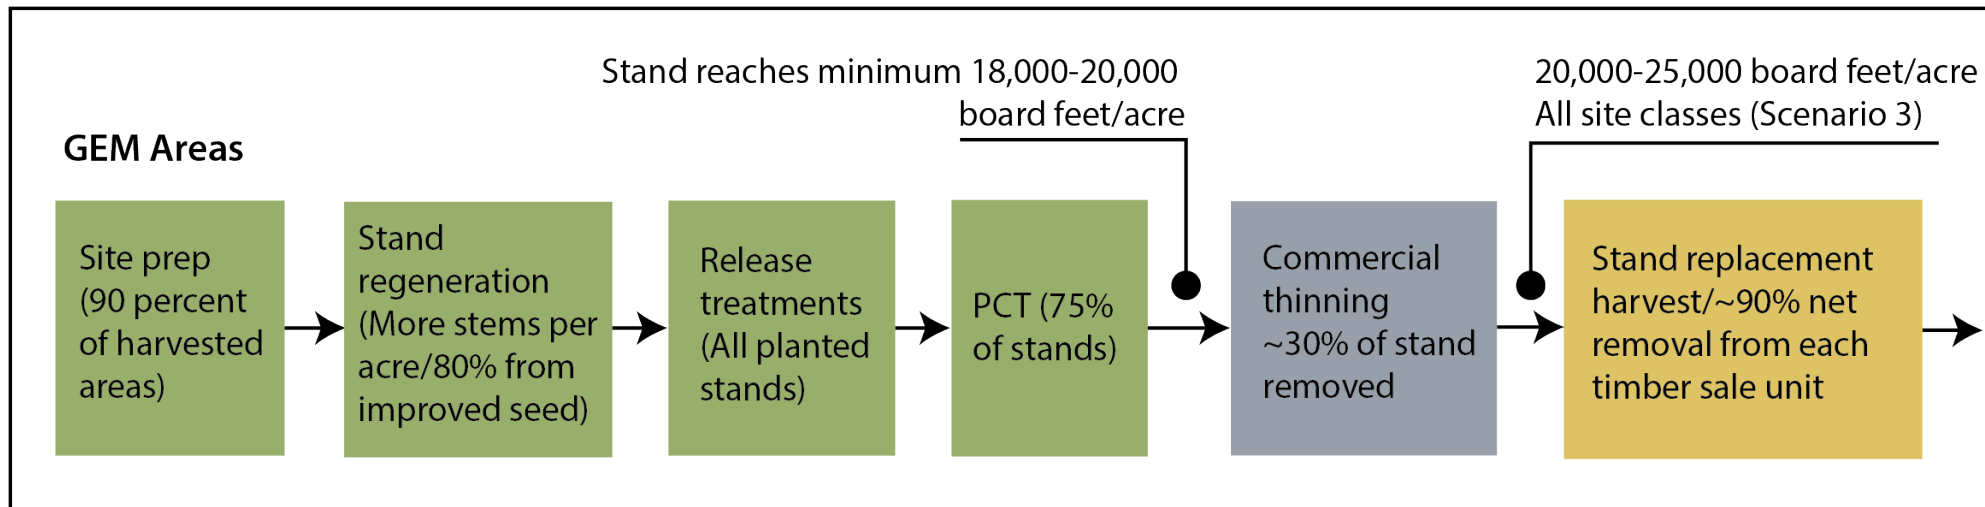 Stand reaches minimum 18,000-20,000
board feet/acre
20,000-25,000 board feet/acre
All site classes (Scenario 3)
GEM Areas
Site prep
(90 percent
of harvested
areas)
Stand
regeneration
(More stems per
acre/80% from
improved seed)
Release
treatments
(All planted
stands)
PCT (75%
of stands)
Commercial
thinning
~30% of stand
removed
Stand replacement
harvest/~90% net
removal from each
timber sale unit